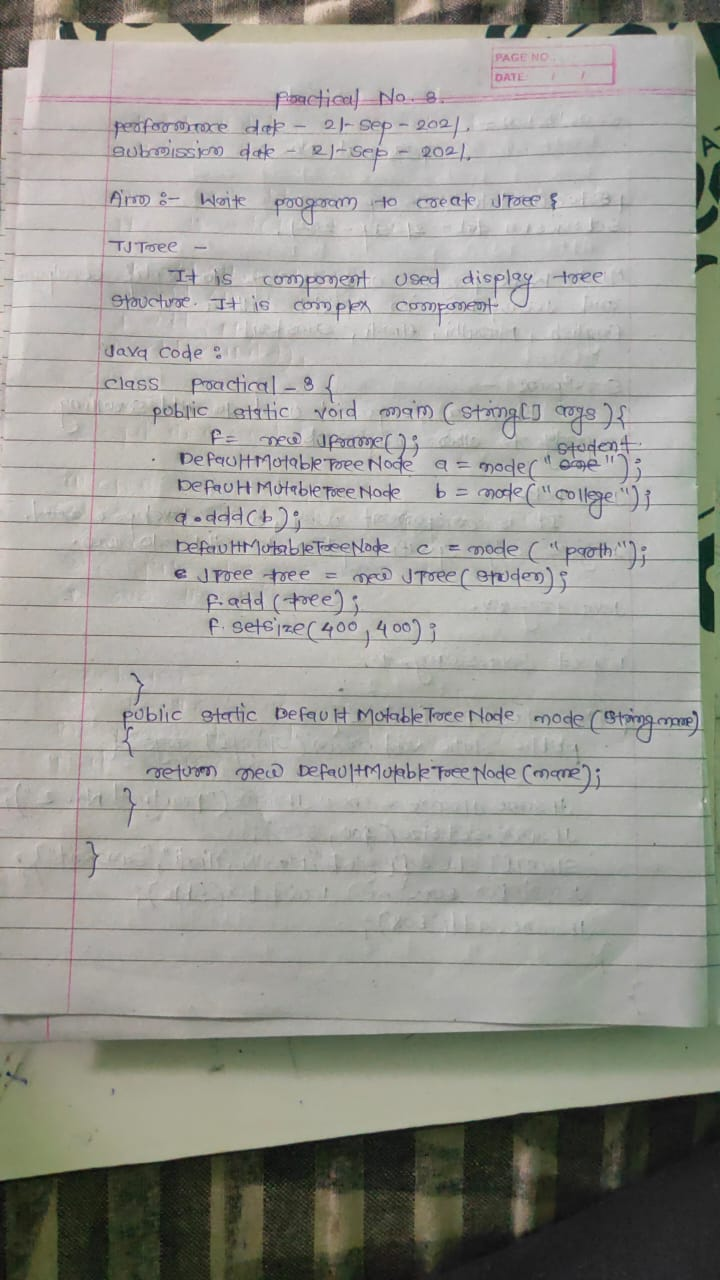 PAGE NO.:
DATE: / /
Practical No. 8.
performance date - 21-Sep-2021.
submission date - 21-Sep-2021.
Aim :- Write program to create JTree &
TJTree -
It is component used display tree
structure. It is complex component
Java code :
class practical-8 {
public static void main (string[] args) {
f = new Jframe();
student
DefaultMutableTreeNode a = node(" ");
DefaultMutableTreeNode b = node("college");
a.add(b);
DefaultMutableTreeNode c = node ("parth");
JTree tree = new JTree(studen);
f.add (tree);
f. setsize(400, 400);
}
public static DefaultMutableTreeNode node (String name)
{
return new DefaultMutableTreeNode (name);
}
}